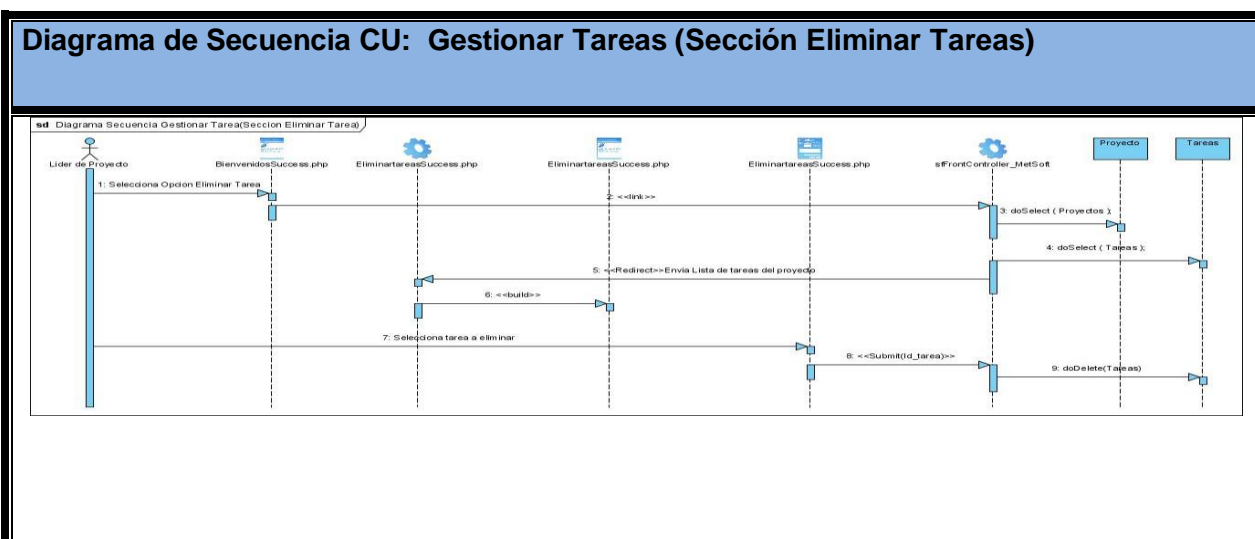 Diagrama de Secuencia CU: Gestionar Tareas (Sección Eliminar Tareas)
sd Diagrama Secuencia Gestionar Tarea(Seccion Eliminar Tarea)
Lider de Proyecto
BienvenidosSuccess.php
EliminartareasSuccess.php
EliminartareasSuccess.php
EliminartareasSuccess.php
sfFrontController_MetSoft
Proyecto
Tareas
1: Selecciona Opcion Eliminar Tarea
2: <<link>>
3: doSelect ( Proyectos );
4: doSelect ( Tareas );
5: <<Redirect>>Envia Lista de tareas del proyecto
6: <<build>>
7: Selecciona tarea a eliminar
8: <<Submit(Id_tarea)>>
9: doDelete(Tareas)